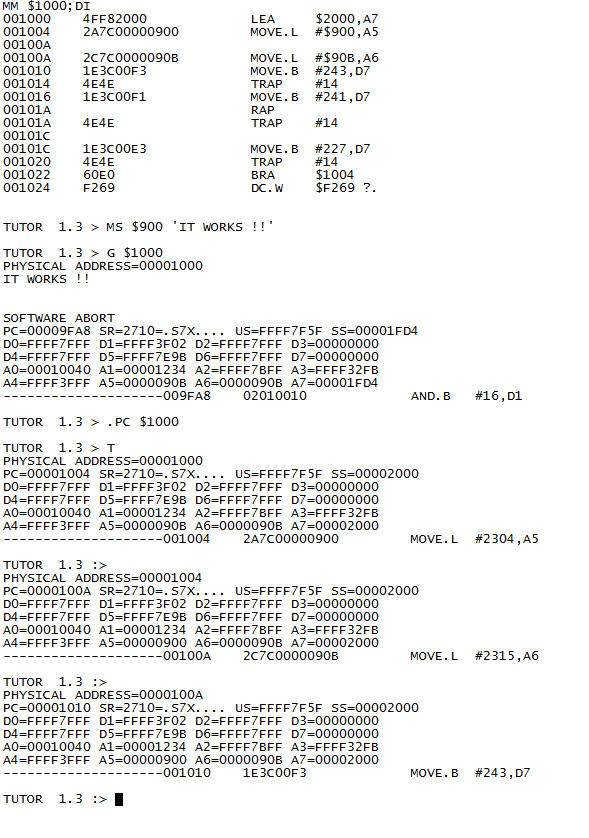 MM $1000;DI
001000 4FF82000 LEA $2000,A7
001004 2A7C00000900 MOVE.L #$900,A5
00100A
00100A 2C7C0000090B MOVE.L #$90B,A6
001010 1E3C00F3 MOVE.B #243,D7
001014 4E4E TRAP #14
001016 1E3C00F1 MOVE.B #241,D7
00101A RAP
00101A 4E4E TRAP #14
00101C
00101C 1E3C00E3 MOVE.B #227,D7
001020 4E4E TRAP #14
001022 60E0 BRA $1004
001024 F269 DC.W $F269 ?.
TUTOR 1.3 > MS $900 'IT WORKS !!'
TUTOR 1.3 > G $1000
PHYSICAL ADDRESS=00001000
IT WORKS !!
SOFTWARE ABORT
PC=00009FA8 SR=2710=.S7X.... US=FFFF7F5F SS=00001FD4
D0=FFFF7FFF D1=FFFF3F02 D2=FFFF7FFF D3=00000000
D4=FFFF7FFF D5=FFFF7E9B D6=FFFF7FFF D7=00000000
A0=00010040 A1=00001234 A2=FFFF7BFF A3=FFFF32FB
A4=FFFF3FFF A5=0000090B A6=0000090B A7=00001FD4
--------------------009FA8 02010010 AND.B #16,D1
TUTOR 1.3 > .PC $1000
TUTOR 1.3 > T
PHYSICAL ADDRESS=00001000
PC=00001004 SR=2710=.S7X.... US=FFFF7F5F SS=00002000
D0=FFFF7FFF D1=FFFF3F02 D2=FFFF7FFF D3=00000000
D4=FFFF7FFF D5=FFFF7E9B D6=FFFF7FFF D7=00000000
A0=00010040 A1=00001234 A2=FFFF7BFF A3=FFFF32FB
A4=FFFF3FFF A5=0000090B A6=0000090B A7=00002000
--------------------001004 2A7C00000900 MOVE.L #2304,A5
TUTOR 1.3 :>
PHYSICAL ADDRESS=00001004
PC=0000100A SR=2710=.S7X.... US=FFFF7F5F SS=00002000
D0=FFFF7FFF D1=FFFF3F02 D2=FFFF7FFF D3=00000000
D4=FFFF7FFF D5=FFFF7E9B D6=FFFF7FFF D7=00000000
A0=00010040 A1=00001234 A2=FFFF7BFF A3=FFFF32FB
A4=FFFF3FFF A5=00000900 A6=0000090B A7=00002000
--------------------00100A 2C7C0000090B MOVE.L #2315,A6
TUTOR 1.3 :>
PHYSICAL ADDRESS=0000100A
PC=00001010 SR=2710=.S7X.... US=FFFF7F5F SS=00002000
D0=FFFF7FFF D1=FFFF3F02 D2=FFFF7FFF D3=00000000
D4=FFFF7FFF D5=FFFF7E9B D6=FFFF7FFF D7=00000000
A0=00010040 A1=00001234 A2=FFFF7BFF A3=FFFF32FB
A4=FFFF3FFF A5=00000900 A6=0000090B A7=00002000
--------------------001010 1E3C00F3 MOVE.B #243,D7
TUTOR 1.3 :>